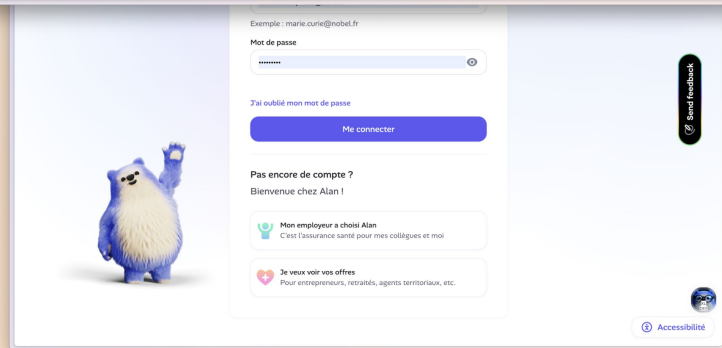 Exemple : marie.curie@nobel.fr
Mot de passe
J'ai oublié mon mot de passe
Me connecter
Pas encore de compte ?
Bienvenue chez Alan !
Mon employeur a choisi Alan
C'est l'assurance santé pour mes collègues et moi
Je veux voir vos offres
Pour entrepreneurs, retraités, agents territoriaux, etc.
Send feedback
Accessibilité